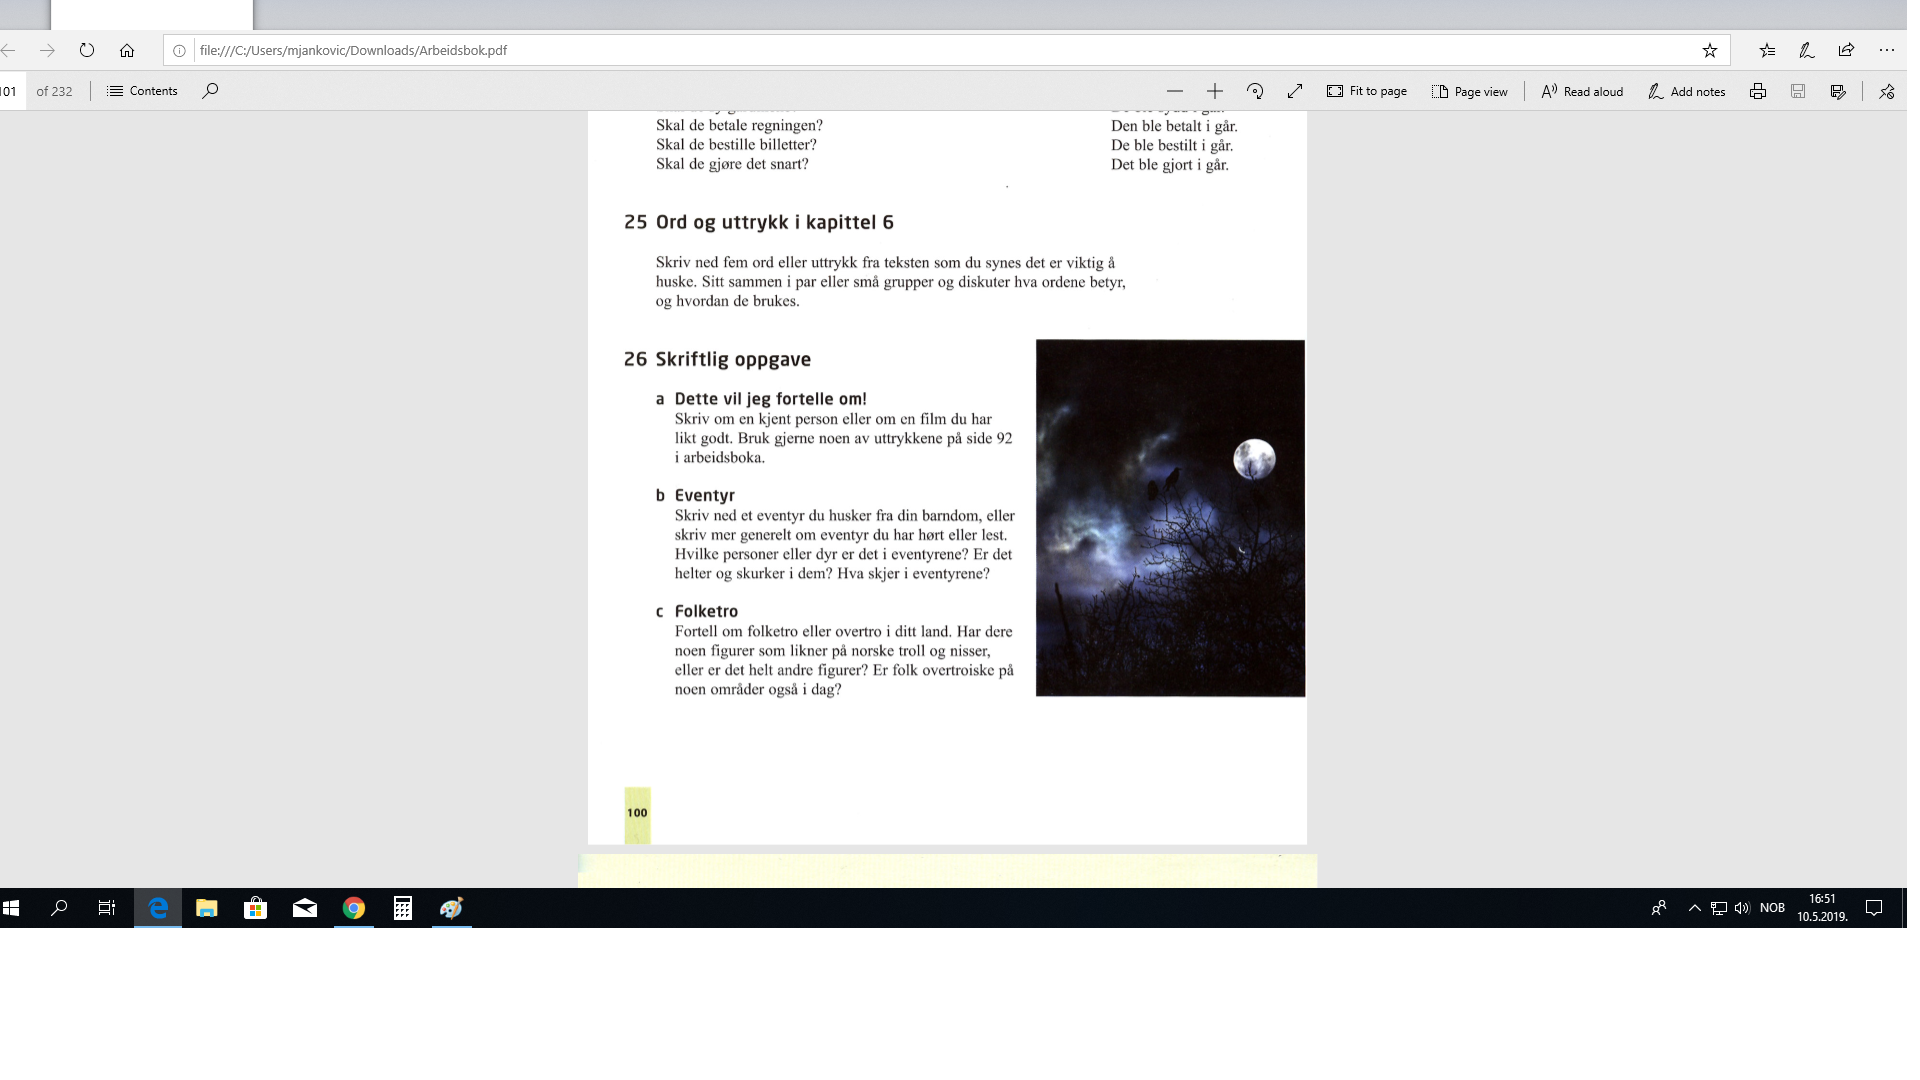 file:///C:/Users/mjankovic/Downloads/Arbeidsbok.pdf
101 of 232 Contents Fit to page Page view Read aloud Add notes
Skal de betale regningen? Den ble betalt i går.
Skal de bestille billetter? De ble bestilt i går.
Skal de gjøre det snart? Det ble gjort i går.
25 Ord og uttrykk i kapittel 6
Skriv ned fem ord eller uttrykk fra teksten som du synes det er viktig å
huske. Sitt sammen i par eller små grupper og diskuter hva ordene betyr,
og hvordan de brukes.
26 Skriftlig oppgave
a Dette vil jeg fortelle om!
Skriv om en kjent person eller om en film du har
likt godt. Bruk gjerne noen av uttrykkene på side 92
i arbeidsboka.
b Eventyr
Skriv ned et eventyr du husker fra din barndom, eller
skriv mer generelt om eventyr du har hørt eller lest.
Hvilke personer eller dyr er det i eventyrene? Er det
helter og skurker i dem? Hva skjer i eventyrene?
c Folketro
Fortell om folketro eller overtro i ditt land. Har dere
noen figurer som likner på norske troll og nisser,
eller er det helt andre figurer? Er folk overtroiske på
noen områder også i dag?
100
NOB
16:51
10.5.2019.